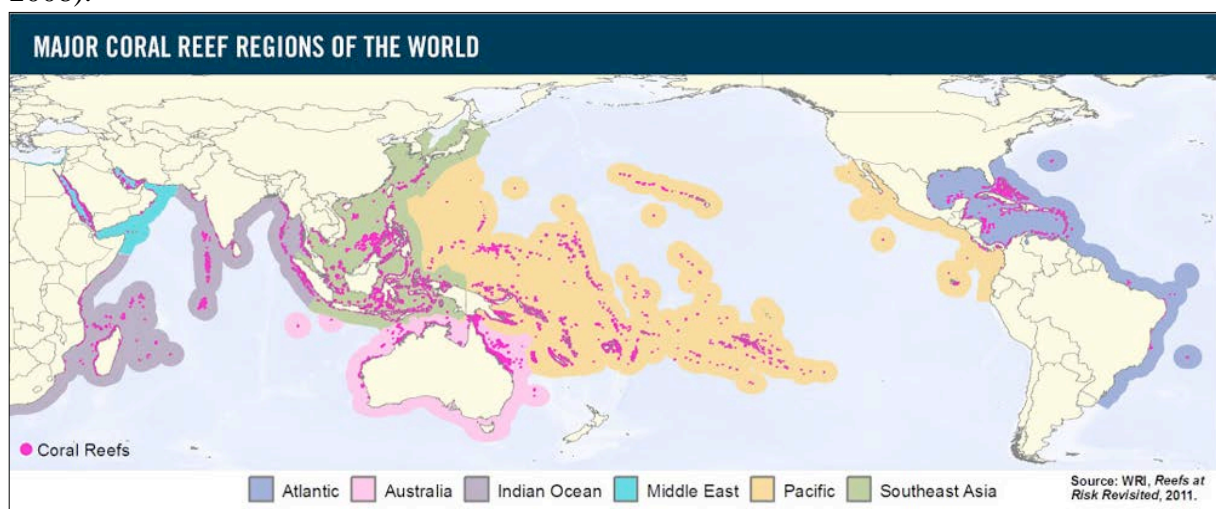 2008).
MAJOR CORAL REEF REGIONS OF THE WORLD
Coral Reefs
Atlantic
Australia
Indian Ocean
Middle East
Pacific
Southeast Asia
Source: WRI, Reefs at
Risk Revisited, 2011.